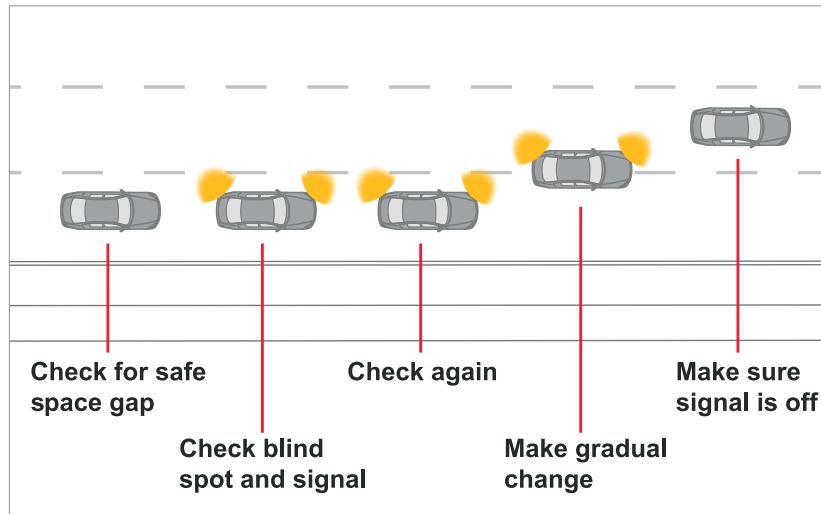 Check for safe
space gap
Check blind
spot and signal
Check again
Make gradual
change
Make sure
signal is off